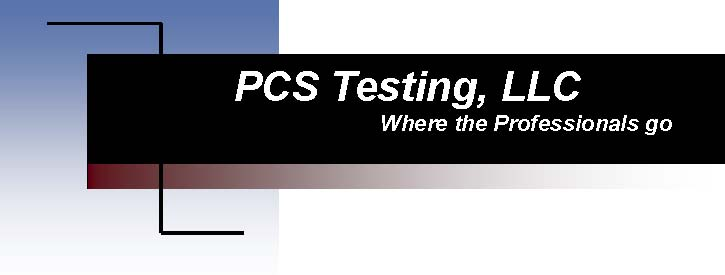 PCS Testing, LLC
Where the Professionals go